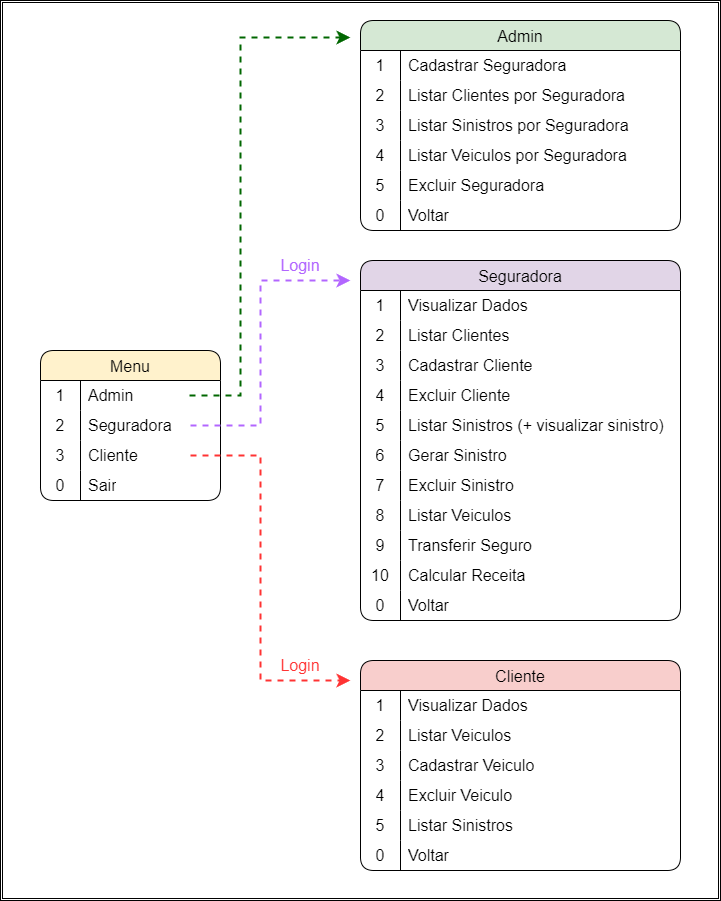 Menu
1 Admin
2 Seguradora
3 Cliente
0 Sair
Admin
1 Cadastrar Seguradora
2 Listar Clientes por Seguradora
3 Listar Sinistros por Seguradora
4 Listar Veiculos por Seguradora
5 Excluir Seguradora
0 Voltar
Login
Seguradora
1 Visualizar Dados
2 Listar Clientes
3 Cadastrar Cliente
4 Excluir Cliente
5 Listar Sinistros (+ visualizar sinistro)
6 Gerar Sinistro
7 Excluir Sinistro
8 Listar Veiculos
9 Transferir Seguro
10 Calcular Receita
0 Voltar
Login
Cliente
1 Visualizar Dados
2 Listar Veiculos
3 Cadastrar Veiculo
4 Excluir Veiculo
5 Listar Sinistros
0 Voltar